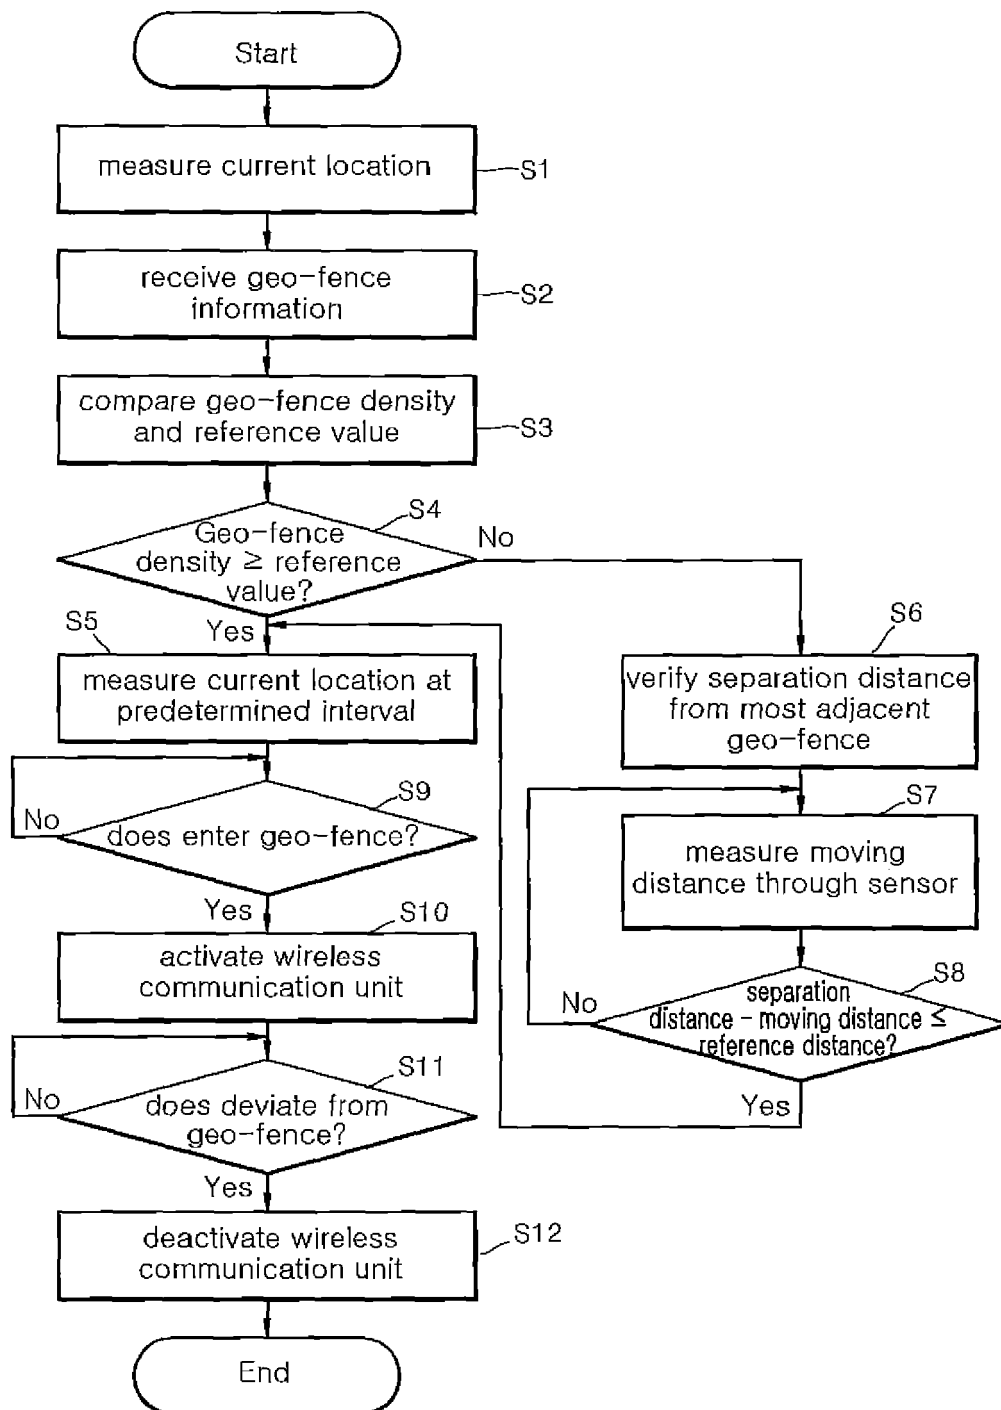 Start
measure current location
S1
receive geo-fence
information
S2
compare geo-fence density
and reference value
S3
S4
Geo-fence
density ≥ reference
value?
No
Yes
S5
measure current location at
predetermined interval
S6
verify separation distance
from most adjacent
geo-fence
S7
measure moving
distance through sensor
S8
separation
distance - moving distance ≤
reference distance?
No
Yes
S9
does enter geo-fence?
No
Yes
S10
activate wireless
communication unit
S11
does deviate from
geo-fence?
No
Yes
deactivate wireless
communication unit
S12
End